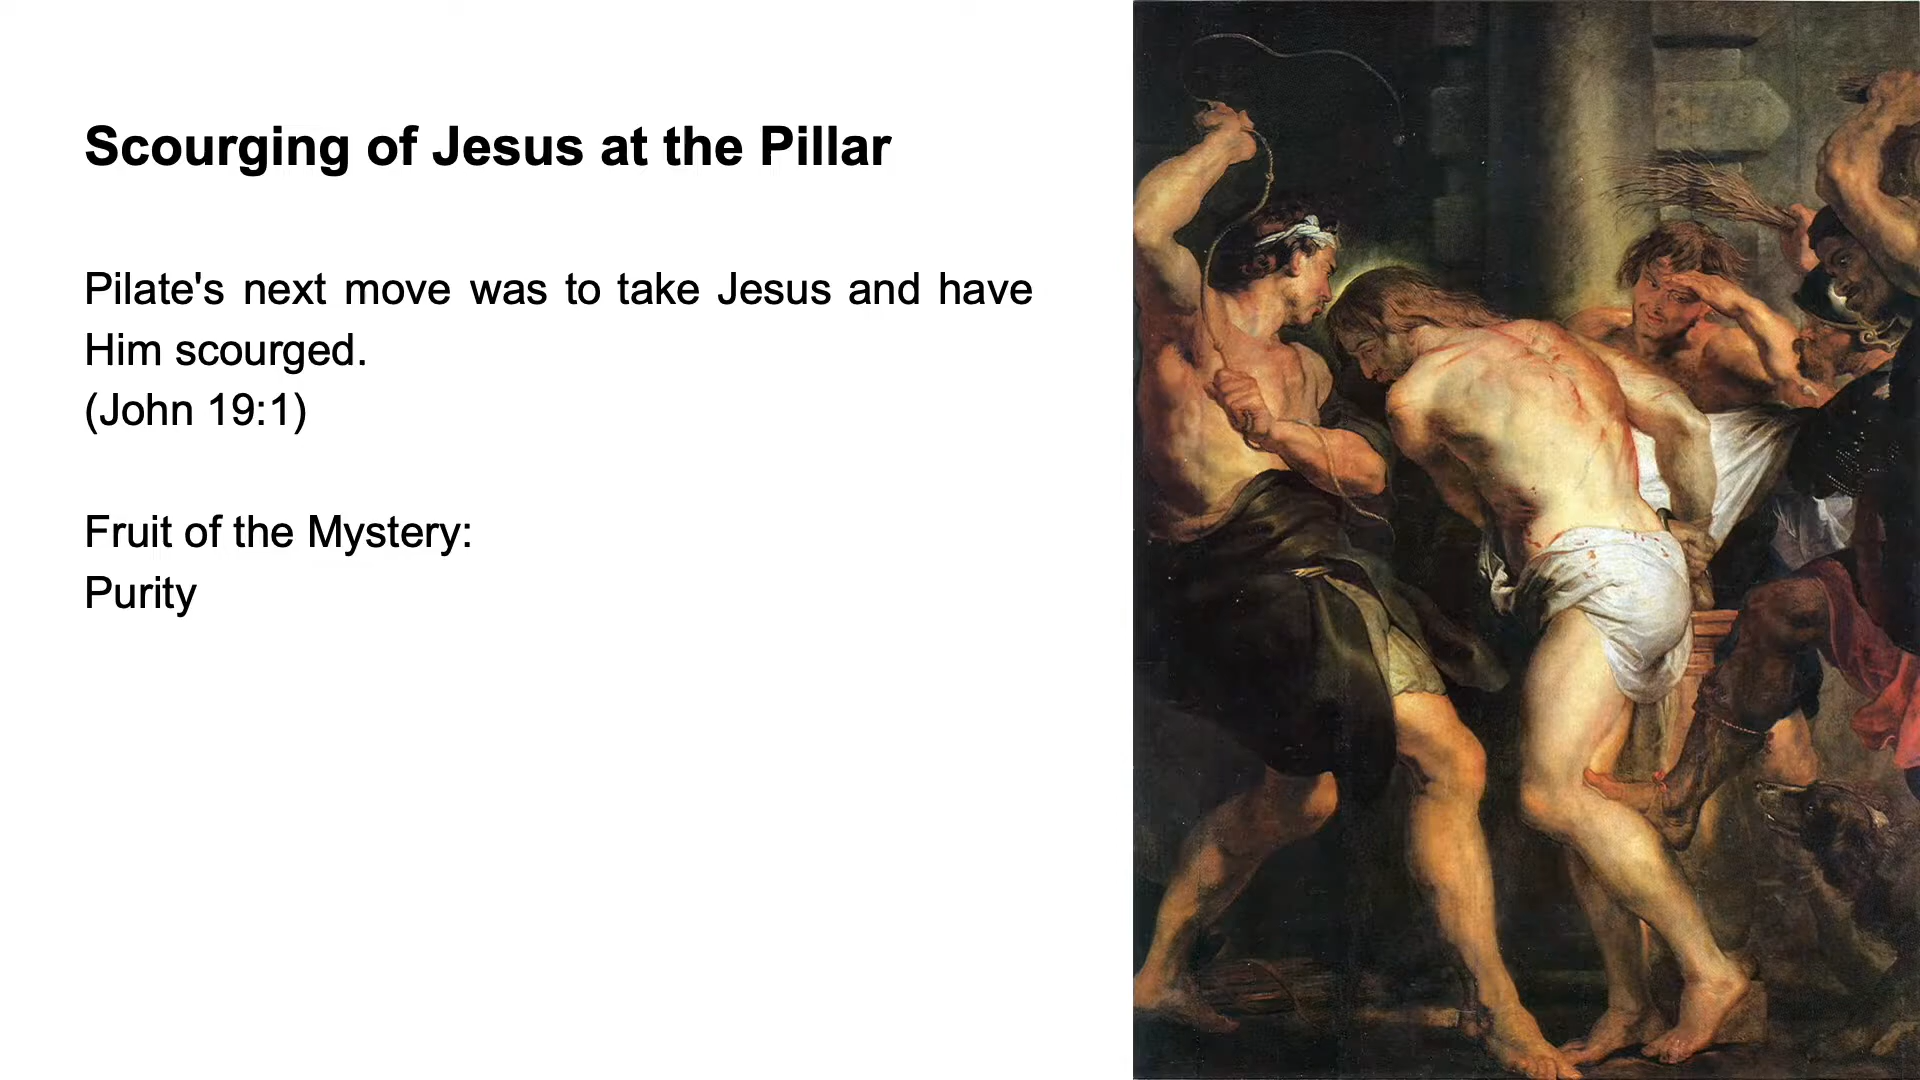 Scourging of Jesus at the Pillar
Pilate's next move was to take Jesus and have
Him scourged.
(John 19:1)
Fruit of the Mystery:
Purity